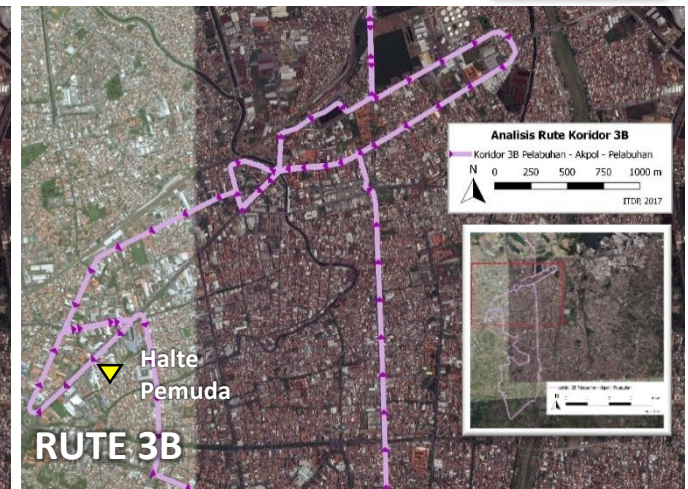 Analisis Rute Koridor 3B
Koridor 3B Pelabuhan - Akpol - Pelabuhan
N
0 250 500 750 1000 m
ITDP, 2017
Halte
Pemuda
RUTE 3B
N